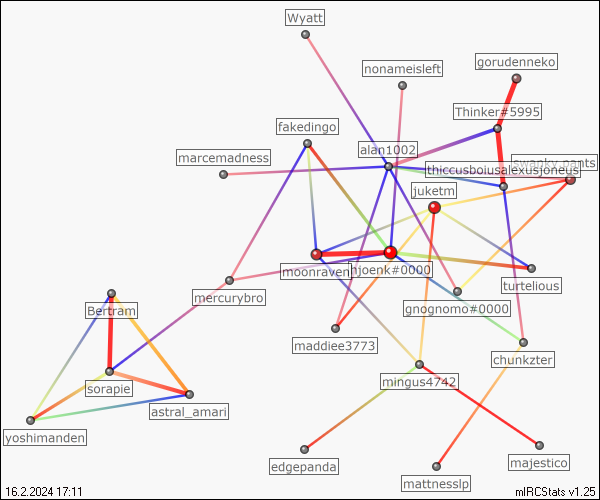 Wyatt
nonameisleft
gorudenneko
Thinker#5995
fakedingo
alan1002
marcemadness
swanky_pants
thiccusboiusalexusjoneus
juketm
moonraven
hjoenk#0000
turtelious
mercurybro
gnognomo#0000
Bertram
maddiee3773
chunkzter
mingus4742
sorapie
astral_amari
yoshimanden
edgepanda
majestico
mattnesslp
16.2.2024 17:11
mIRCStats v1.25